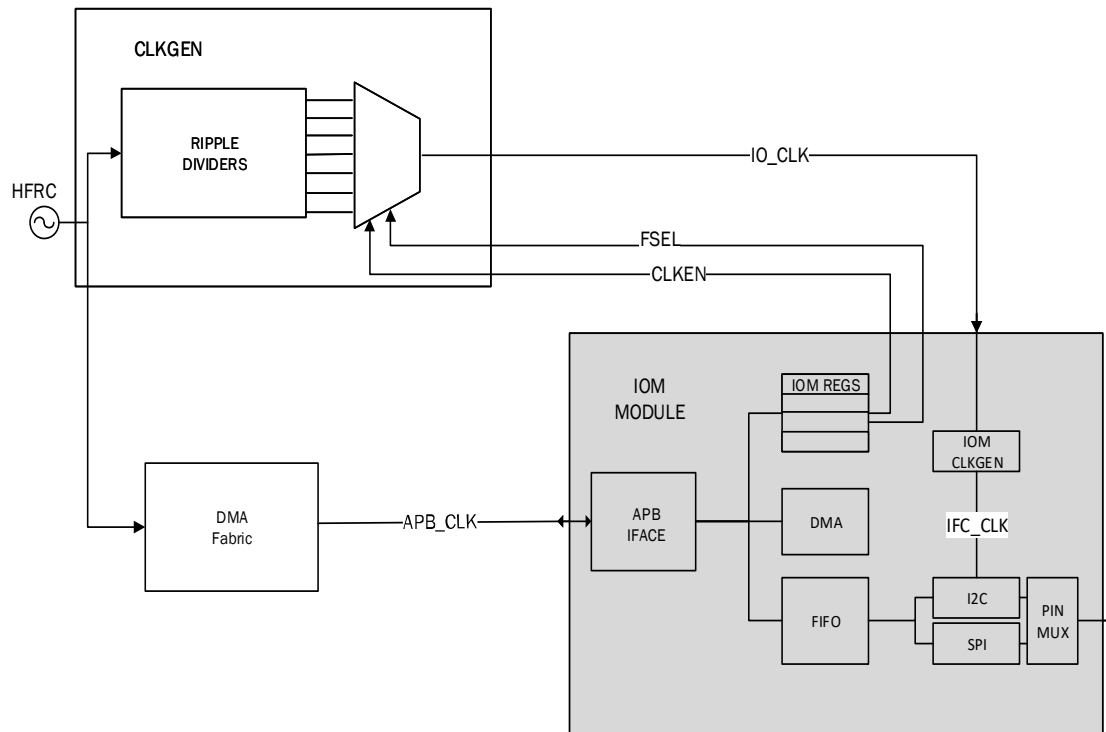 CLKGEN
RIPPLE
DIVIDERS
HFRC
IO_CLK
FSEL
CLKEN
IOM
MODULE
IOM REGS
IOM
CLKGEN
DMA
Fabric
APB_CLK
APB
IFACE
DMA
IFC_CLK
FIFO
I2C
SPI
PIN
MUX